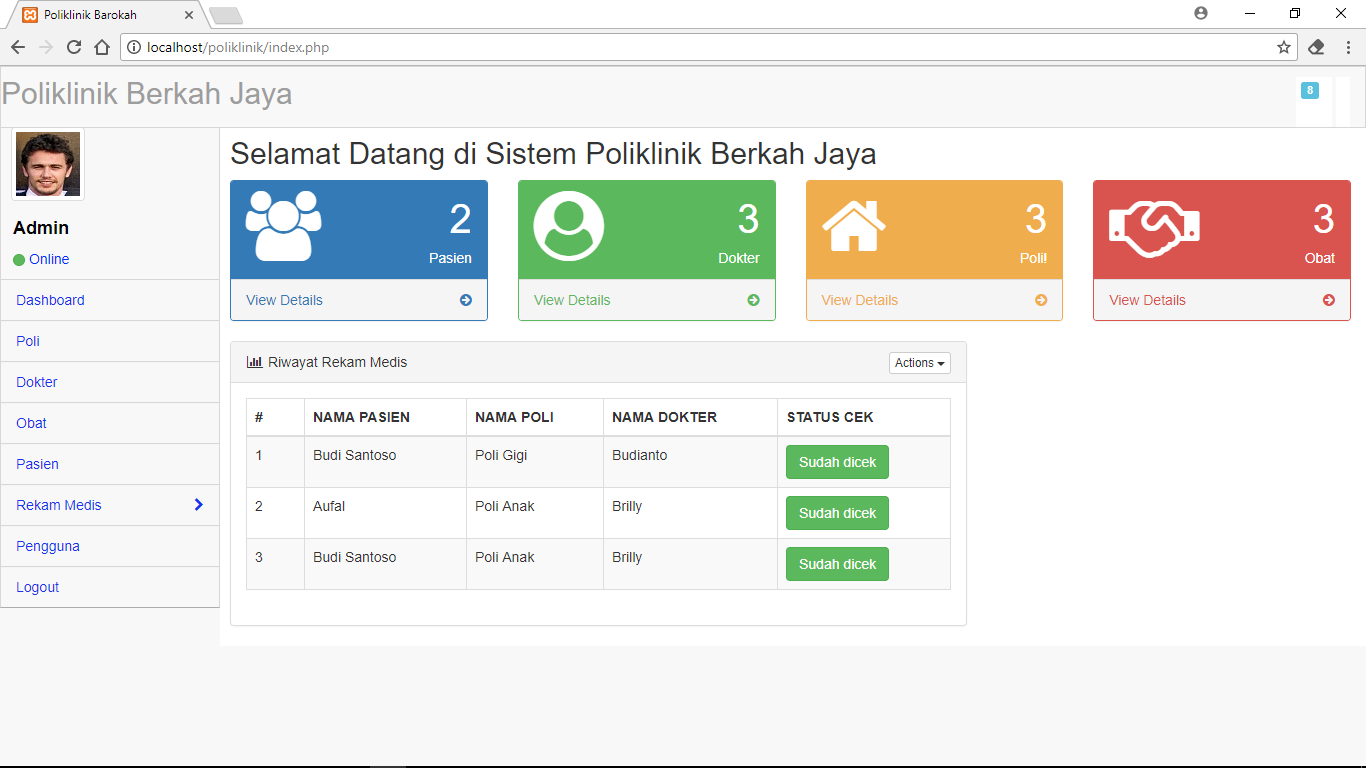 Poliklinik Barokah
localhost/poliklinik/index.php
Poliklinik Berkah Jaya
8
Admin
Online
Dashboard
Poli
Dokter
Obat
Pasien
Rekam Medis
Pengguna
Logout
Selamat Datang di Sistem Poliklinik Berkah Jaya
2
Pasien
View Details
3
Dokter
View Details
3
Poli!
View Details
3
Obat
View Details
Riwayat Rekam Medis
Actions
# NAMA PASIEN NAMA POLI NAMA DOKTER STATUS CEK
1 Budi Santoso Poli Gigi Budianto Sudah dicek
2 Aufal Poli Anak Brilly Sudah dicek
3 Budi Santoso Poli Anak Brilly Sudah dicek